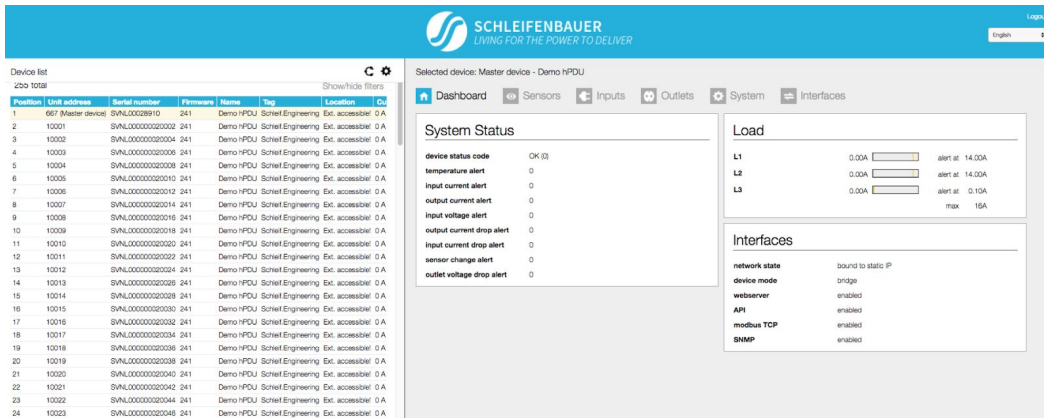 SCHLEIFENBAUER
LIVING FOR THE POWER TO DELIVER
Logou
English
Device list
255 total
Show/hide filters
Position Unit address Serial number Firmware Name Tag Location Cu
1 667 (Master device) SVNL00028910 241 Demo hPDU Schleif.Engineering Ext. accessible! 0 A
2 10001 SVNL000000020002 241 Demo hPDU Schleif.Engineering Ext. accessible! 0 A
3 10002 SVNL000000020004 241 Demo hPDU Schleif.Engineering Ext. accessible! 0 A
4 10003 SVNL000000020006 241 Demo hPDU Schleif.Engineering Ext. accessible! 0 A
5 10004 SVNL000000020008 241 Demo hPDU Schleif.Engineering Ext. accessible! 0 A
6 10005 SVNL000000020010 241 Demo hPDU Schleif.Engineering Ext. accessible! 0 A
7 10006 SVNL000000020012 241 Demo hPDU Schleif.Engineering Ext. accessible! 0 A
8 10007 SVNL000000020014 241 Demo hPDU Schleif.Engineering Ext. accessible! 0 A
9 10008 SVNL000000020016 241 Demo hPDU Schleif.Engineering Ext. accessible! 0 A
10 10009 SVNL000000020018 241 Demo hPDU Schleif.Engineering Ext. accessible! 0 A
11 10010 SVNL000000020020 241 Demo hPDU Schleif.Engineering Ext. accessible! 0 A
12 10011 SVNL000000020022 241 Demo hPDU Schleif.Engineering Ext. accessible! 0 A
13 10012 SVNL000000020024 241 Demo hPDU Schleif.Engineering Ext. accessible! 0 A
14 10013 SVNL000000020026 241 Demo hPDU Schleif.Engineering Ext. accessible! 0 A
15 10014 SVNL000000020028 241 Demo hPDU Schleif.Engineering Ext. accessible! 0 A
16 10015 SVNL000000020030 241 Demo hPDU Schleif.Engineering Ext. accessible! 0 A
17 10016 SVNL000000020032 241 Demo hPDU Schleif.Engineering Ext. accessible! 0 A
18 10017 SVNL000000020034 241 Demo hPDU Schleif.Engineering Ext. accessible! 0 A
19 10018 SVNL000000020036 241 Demo hPDU Schleif.Engineering Ext. accessible! 0 A
20 10019 SVNL000000020038 241 Demo hPDU Schleif.Engineering Ext. accessible! 0 A
21 10020 SVNL000000020040 241 Demo hPDU Schleif.Engineering Ext. accessible! 0 A
22 10021 SVNL000000020042 241 Demo hPDU Schleif.Engineering Ext. accessible! 0 A
23 10022 SVNL000000020044 241 Demo hPDU Schleif.Engineering Ext. accessible! 0 A
24 10023 SVNL000000020046 241 Demo hPDU Schleif.Engineering Ext. accessible! 0 A
Selected device: Master device - Demo hPDU
Dashboard Sensors Inputs Outlets System Interfaces
System Status
device status code OK (0)
temperature alert 0
input current alert 0
output current alert 0
input voltage alert 0
output current drop alert 0
input current drop alert 0
sensor change alert 0
outlet voltage drop alert 0
Load
L1 0.00A alert at 14.00A
L2 0.00A alert at 14.00A
L3 0.00A alert at 0.10A
max 16A
Interfaces
network state bound to static IP
device mode bridge
webserver enabled
API enabled
modbus TCP enabled
SNMP enabled